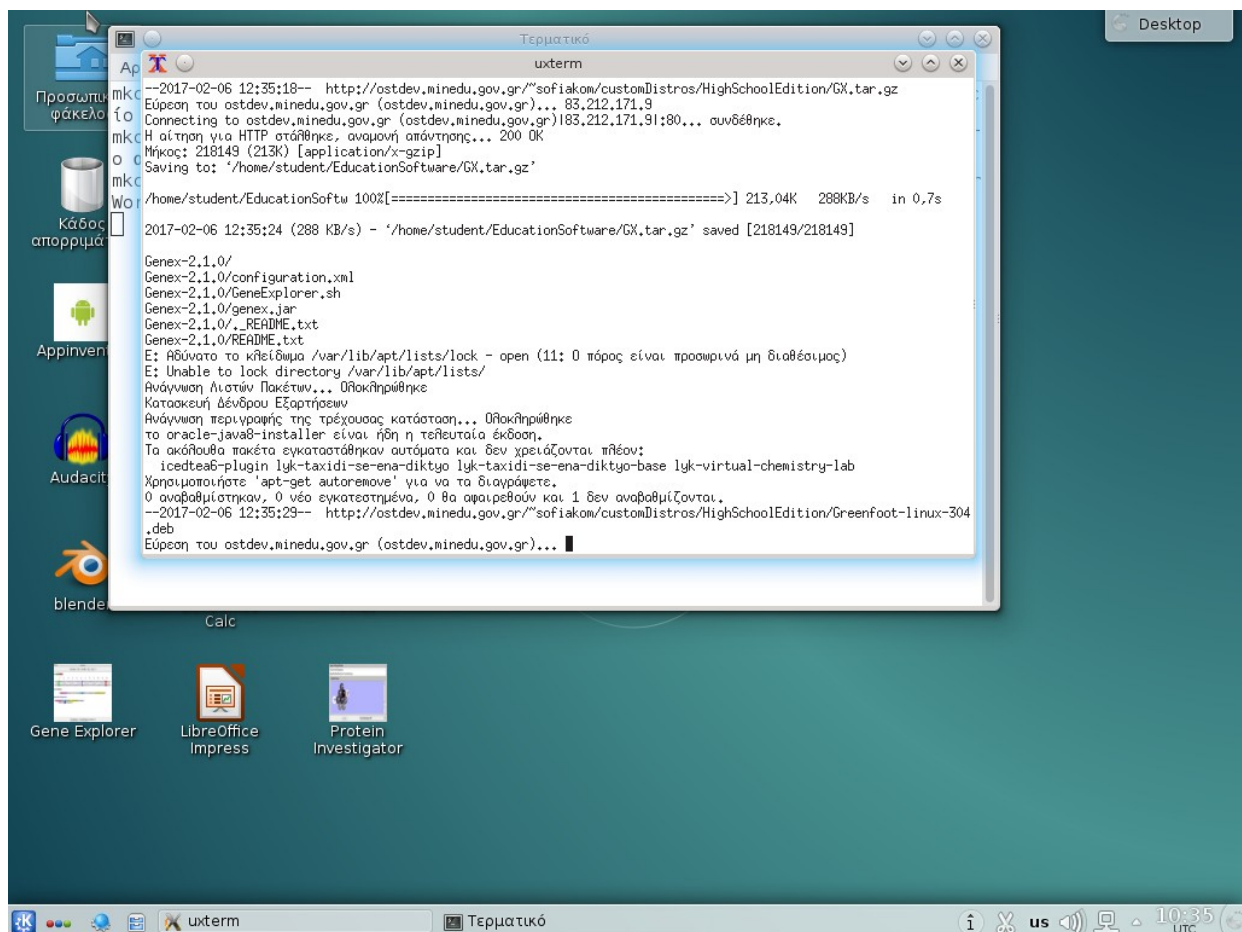 Desktop
Τερματικό
uxterm
--2017-02-06 12:35:18-- http://ostdev.minedu.gov.gr/~sofiakom/customDistros/HighSchoolEdition/GX.tar.gz
Εύρεση του ostdev.minedu.gov.gr (ostdev.minedu.gov.gr)... 83.212.171.9
Connecting to ostdev.minedu.gov.gr (ostdev.minedu.gov.gr)|83.212.171.9|:80... συνδέθηκε.
Η αίτηση για HTTP στάλθηκε, αναμονή απάντησης... 200 OK
Μήκος: 218149 (213K) [application/x-gzip]
Saving to: ‘/home/student/EducationSoftware/GX.tar.gz’
/home/student/EducationSoftw 100%[==============================================>] 213,04K 288KB/s in 0,7s
2017-02-06 12:35:24 (288 KB/s) - ‘/home/student/EducationSoftware/GX.tar.gz’ saved [218149/218149]
Genex-2.1.0/
Genex-2.1.0/configuration.xml
Genex-2.1.0/GeneExplorer.sh
Genex-2.1.0/genex.jar
Genex-2.1.0/._README.txt
Genex-2.1.0/README.txt
E: Αδύνατο το κλείδωμα /var/lib/apt/lists/lock - open (11: Ο πόρος είναι προσωρινά μη διαθέσιμος)
E: Unable to lock directory /var/lib/apt/lists/
Ανάγνωση Λιστών Πακέτων... Ολοκληρώθηκε
Κατασκευή Δένδρου Εξαρτήσεων
Ανάγνωση περιγραφής της τρέχουσας κατάσταση... Ολοκληρώθηκε
το oracle-java8-installer είναι ήδη η τελευταία έκδοση.
Τα ακόλουθα πακέτα εγκαταστάθηκαν αυτόματα και δεν χρειάζονται πλέον:
icedtea6-plugin lyk-taxidi-se-ena-diktyo lyk-taxidi-se-ena-diktyo-base lyk-virtual-chemistry-lab
Χρησιμοποιήστε 'apt-get autoremove' για να τα διαγράψετε.
0 αναβαθμίστηκαν, 0 νέο εγκατεστημένα, 0 θα αφαιρεθούν και 1 δεν αναβαθμίζονται.
--2017-02-06 12:35:29-- http://ostdev.minedu.gov.gr/~sofiakom/customDistros/HighSchoolEdition/Greenfoot-linux-304
.deb
Εύρεση του ostdev.minedu.gov.gr (ostdev.minedu.gov.gr)...
Αρ
mkc
ίο
mkc
ο
mkc
Wor
Προσωπικ
φάκελο
Κάδος
απορριμά
Appinvent
Audacit
blende
Calc
Gene Explorer
LibreOffice
Impress
Protein
Investigator
uxterm
Τερματικό
us
10:35
UTC